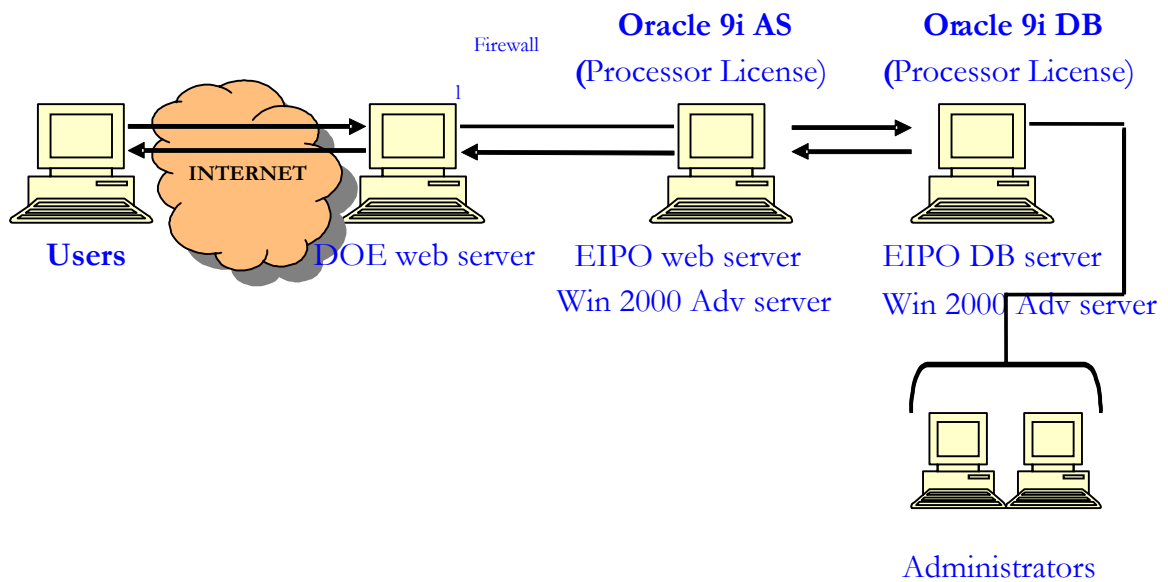 Firewall
l
Oracle 9i AS
(Processor License)
Oracle 9i DB
(Processor License)
INTERNET
Users
DOE web server
EIPO web server
Win 2000 Adv server
EIPO DB server
Win 2000 Adv server
Administrators